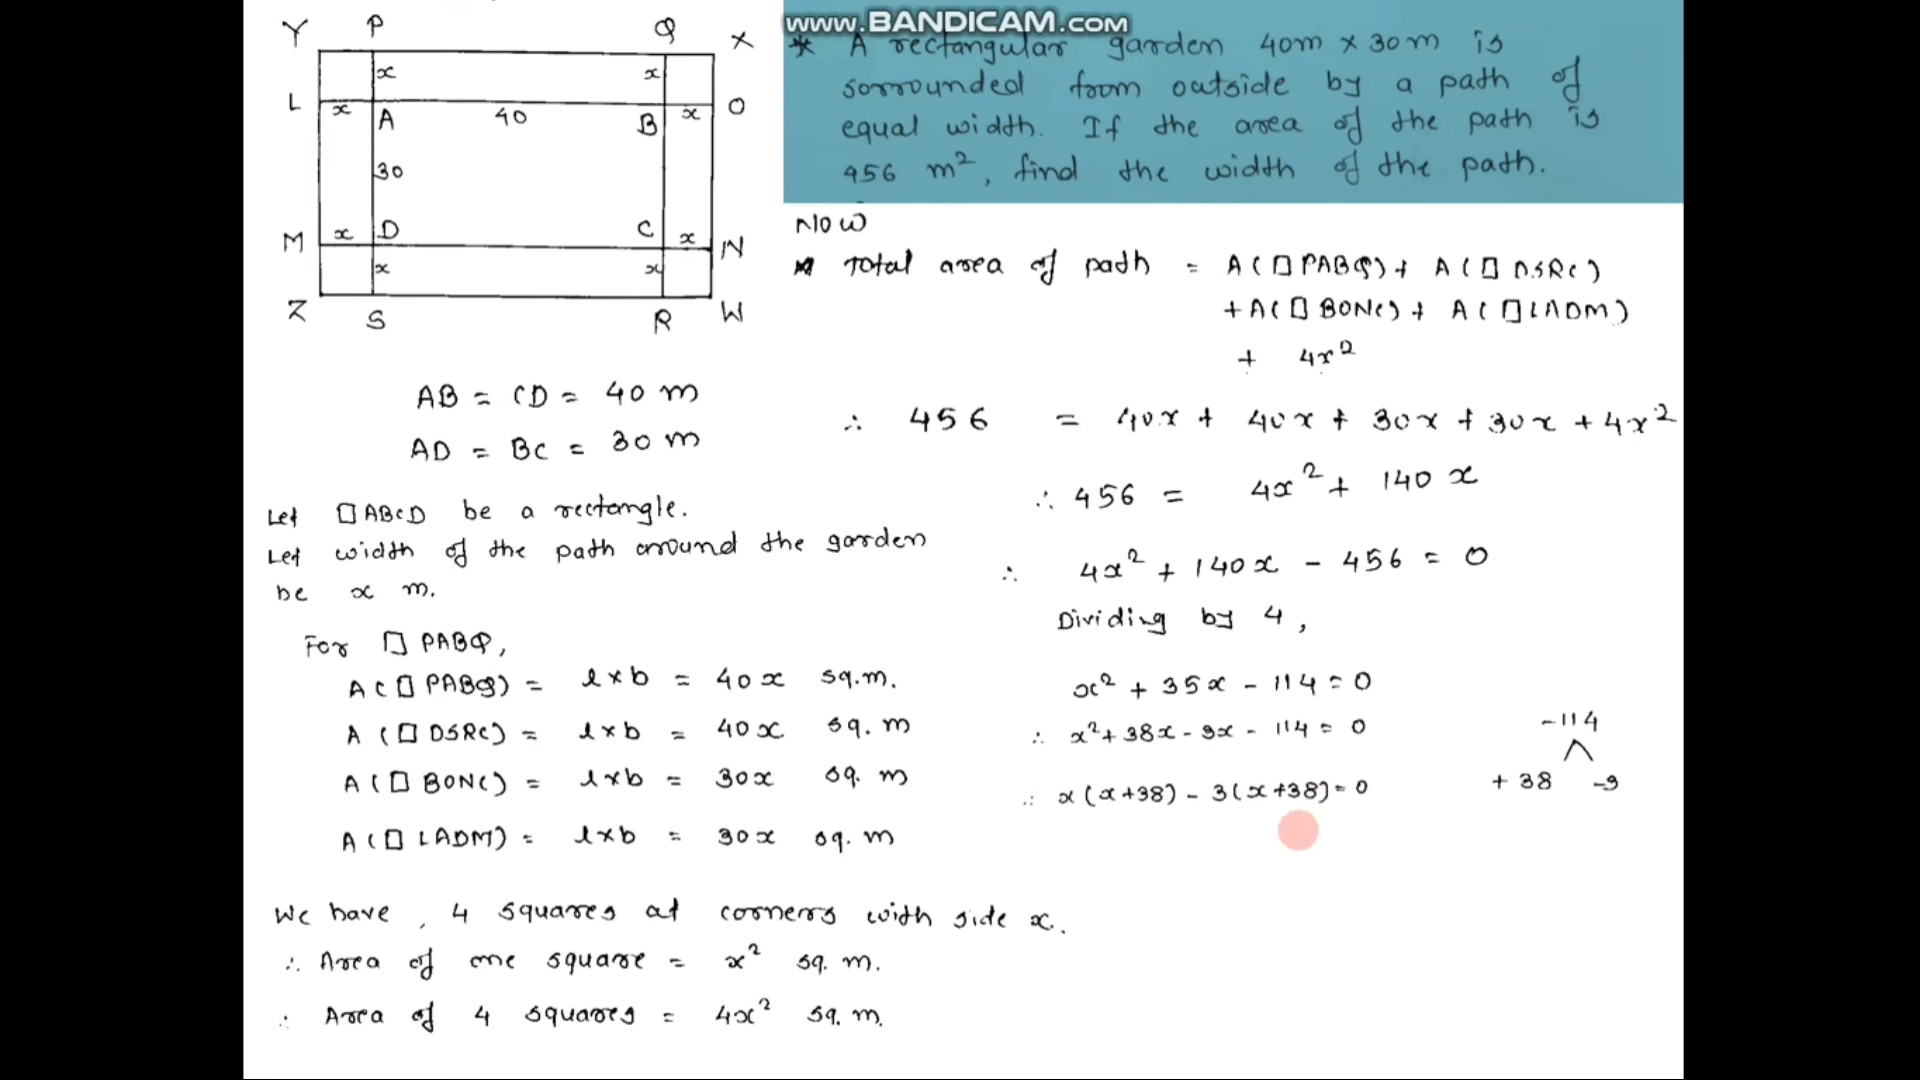 www.BANDICAM.com
Y P Q X
x x
L x A 40 B x O
30
M x D C x N
x x
Z S R W
* A rectangular garden 40m x 30m is
sorrounded from outside by a path of
equal width. If the area of the path is
456 m², find the width of the path.
AB = CD = 40 m
AD = BC = 30 m
Let □ABCD be a rectangle.
Let width of the path around the garden
be x m.
For □ PABQ,
A(□ PABQ) = l x b = 40x sq.m.
A (□ DSRC) = l x b = 40x sq. m
A(□ BONC) = l x b = 30x sq. m
A(□ LADM) = l x b = 30x sq. m
We have, 4 squares at corners with side x.
∴ Area of one square = x² sq. m.
∴ Area of 4 squares = 4x² sq. m.
Now
Total area of path = A(□ PABQ) + A(□ DSRC)
+ A(□ BONC) + A(□ LADM)
+ 4x²
∴ 456 = 40x + 40x + 30x + 30x + 4x²
∴ 456 = 4x² + 140 x
∴ 4x² + 140x - 456 = 0
Dividing by 4,
x² + 35x - 114 = 0
∴ x² + 38x - 3x - 114 = 0
∴ x(x+38) - 3(x+38) = 0
-114
+ 38 -3